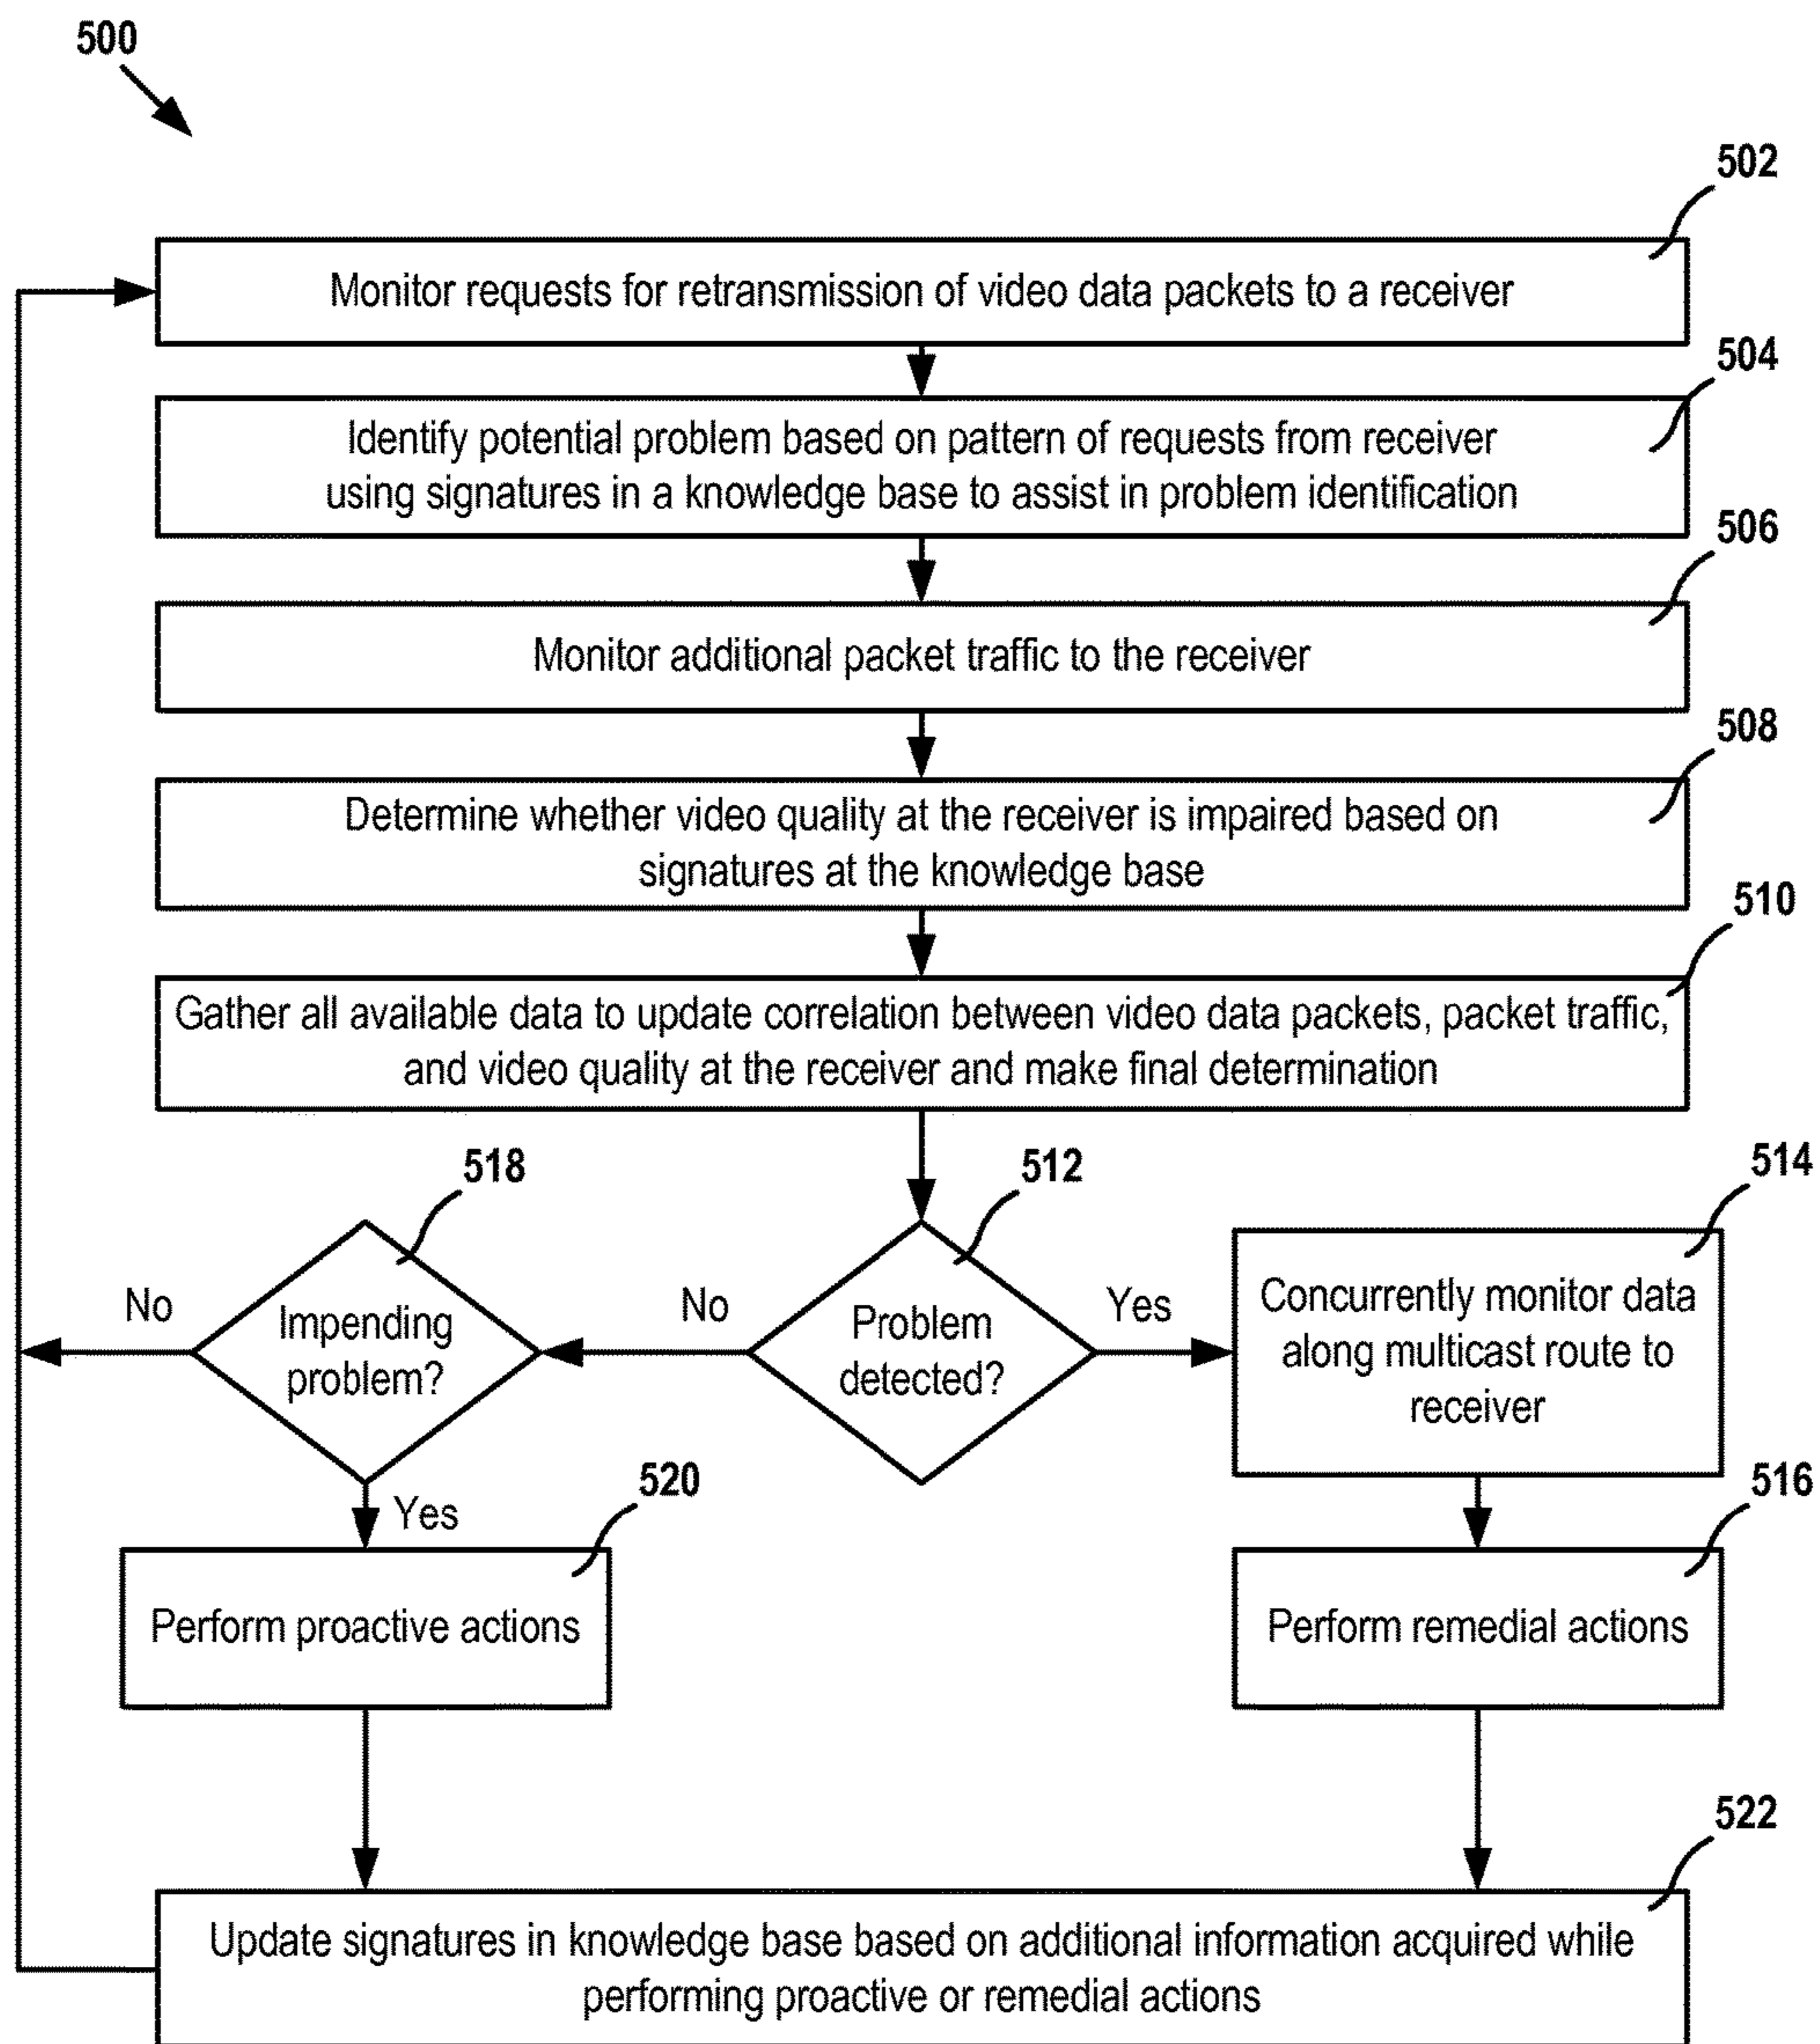 500
502
Monitor requests for retransmission of video data packets to a receiver
504
Identify potential problem based on pattern of requests from receiver
using signatures in a knowledge base to assist in problem identification
506
Monitor additional packet traffic to the receiver
508
Determine whether video quality at the receiver is impaired based on
signatures at the knowledge base
510
Gather all available data to update correlation between video data packets, packet traffic,
and video quality at the receiver and make final determination
518
512
514
No
Impending
problem?
No
Problem
detected?
Yes
Concurrently monitor data
along multicast route to
receiver
Yes
520
516
Perform proactive actions
Perform remedial actions
522
Update signatures in knowledge base based on additional information acquired while
performing proactive or remedial actions